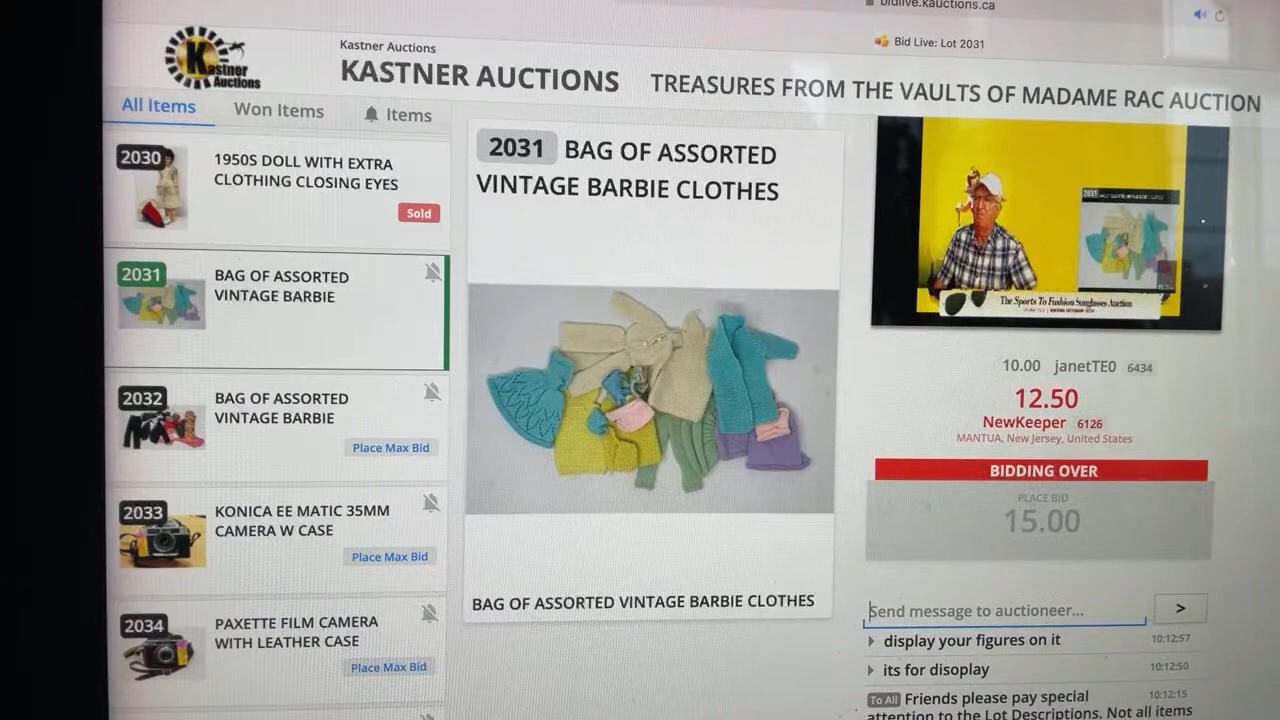 bidlive.kauctions.ca
Bid Live: Lot 2031
Kastner
Auctions
Kastner Auctions
KASTNER AUCTIONS
TREASURES FROM THE VAULTS OF MADAME RAC AUCTION
All Items
Won Items
Items
2030
1950S DOLL WITH EXTRA
CLOTHING CLOSING EYES
Sold
2031
BAG OF ASSORTED
VINTAGE BARBIE
2032
BAG OF ASSORTED
VINTAGE BARBIE
Place Max Bid
2033
KONICA EE MATIC 35MM
CAMERA W CASE
Place Max Bid
2034
PAXETTE FILM CAMERA
WITH LEATHER CASE
Place Max Bid
2031 BAG OF ASSORTED
VINTAGE BARBIE CLOTHES
BAG OF ASSORTED VINTAGE BARBIE CLOTHES
2031
The Sports To Fashion Sunglasses Auction
10.00 janetTE0 6434
12.50
NewKeeper 6126
MANTUA, New Jersey, United States
BIDDING OVER
PLACE BID
15.00
Send message to auctioneer...
>
display your figures on it 10:12:57
its for disoplay 10:12:50
To All Friends please pay special 10:12:15
attention to the Lot Descriptions. Not all items